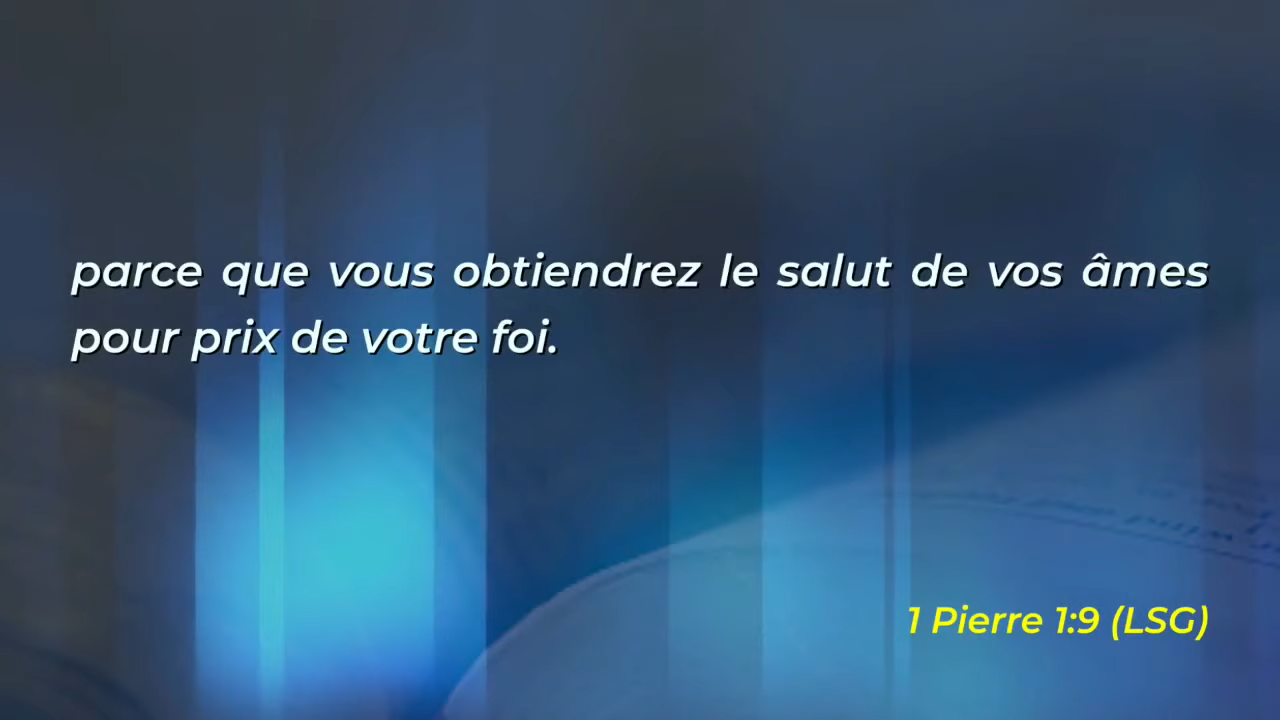 parce que vous obtiendrez le salut de vos âmes
pour prix de votre foi.
1 Pierre 1:9 (LSG)